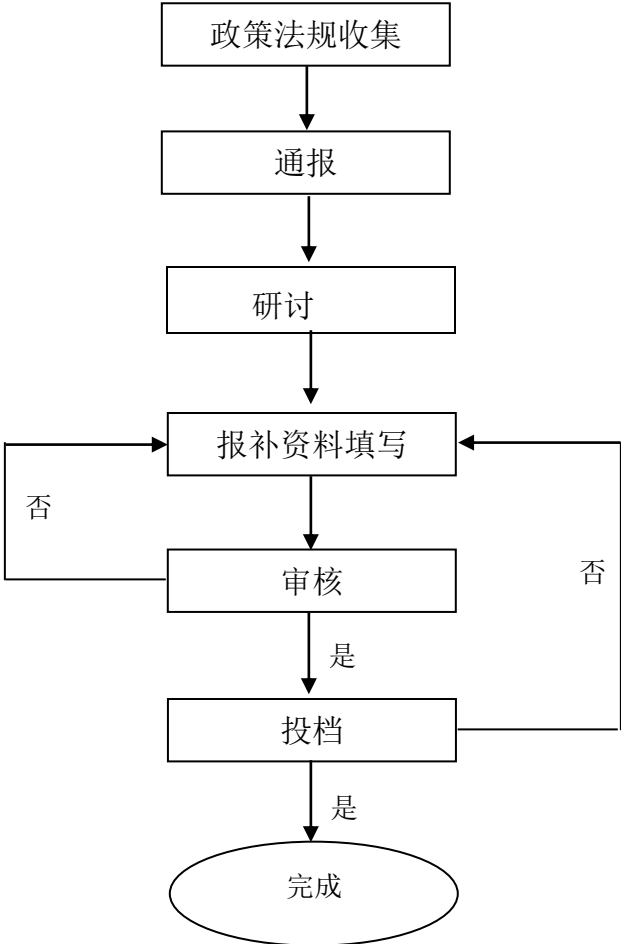 政策法规收集
通报
研讨
报补资料填写
否
审核
否
是
投档
是
完成